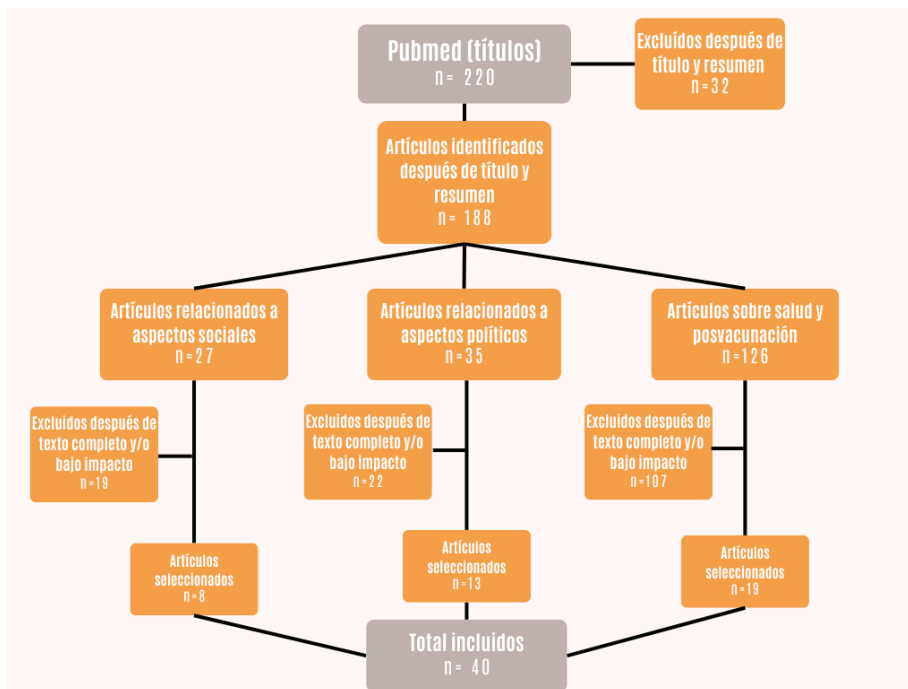 Pubmed (títulos)
n= 220
Excluídos después de
título y resumen
n=32
Artículos identificados
después de título y
resumen
n= 188
Artículos relacionados a
aspectos sociales
n=27
Artículos relacionados a
aspectos políticos
n=35
Artículos sobre salud y
posvacunación
n=126
Excluidos después de
texto completo y/o
bajo impacto
n=19
Excluidos después de
texto completo y/o
bajo impacto
n=22
Excluidos después de
texto completo y/o
bajo impacto
n=107
Artículos
seleccionados
n=8
Artículos
seleccionados
n=13
Artículos
seleccionados
n=19
Total incluidos
n= 40